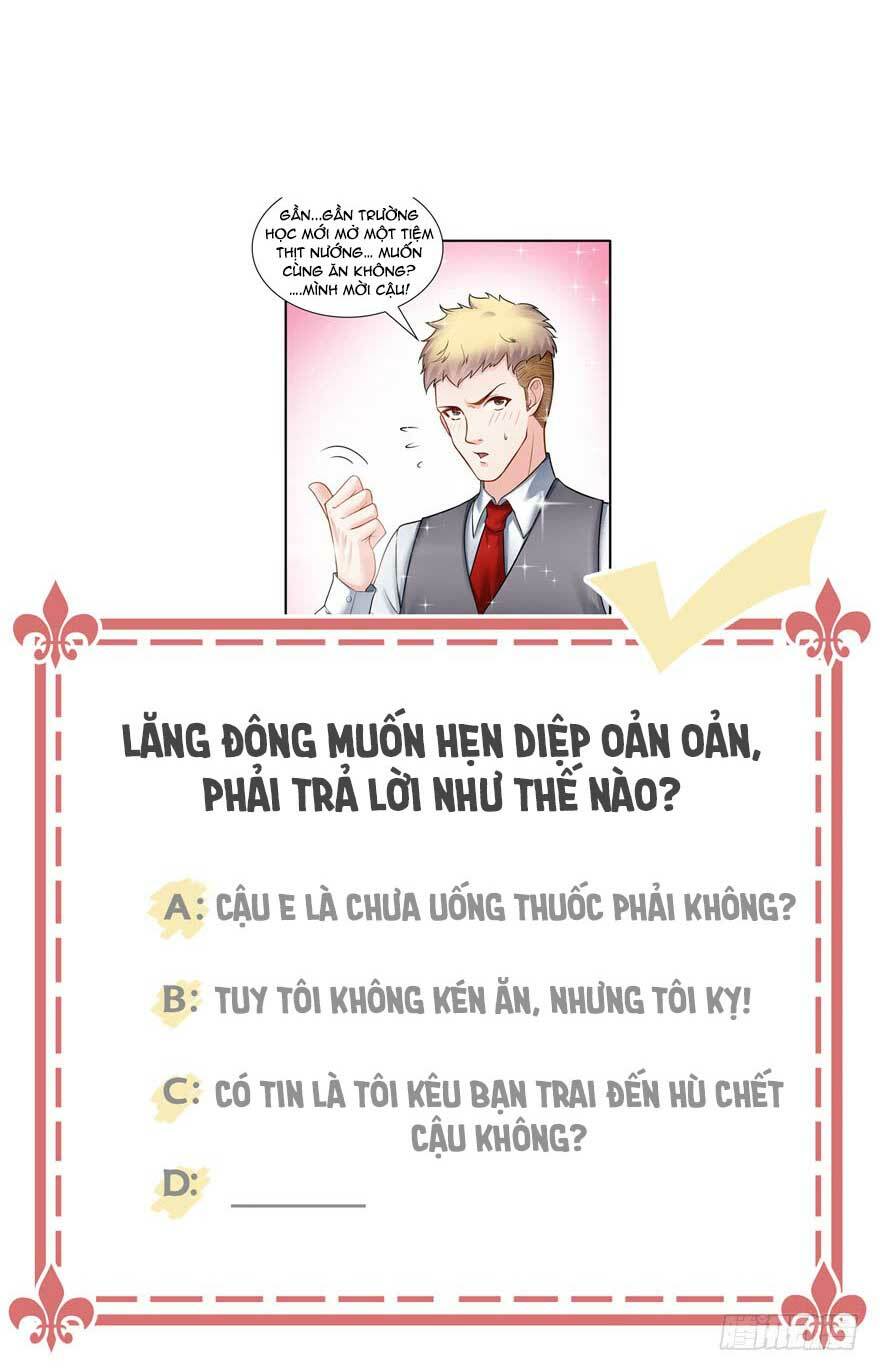 GẦN...GẦN TRƯỜNG
HỌC MỚI MỞ MỘT TIỆM
THỊT NƯỚNG... MUỐN
CÙNG ĂN KHÔNG?
....MÌNH MỜI CẬU!
LĂNG ĐÔNG MUỐN HẸN DIỆP OẢN OẢN,
PHẢI TRẢ LỜI NHƯ THẾ NÀO?
A: CẬU E LÀ CHƯA UỐNG THUỐC PHẢI KHÔNG?
B: TUY TÔI KHÔNG KÉN ĂN, NHƯNG TÔI KỴ!
C: CÓ TIN LÀ TÔI KÊU BẠN TRAI ĐẾN HÙ CHẾT
CẬU KHÔNG?
D: